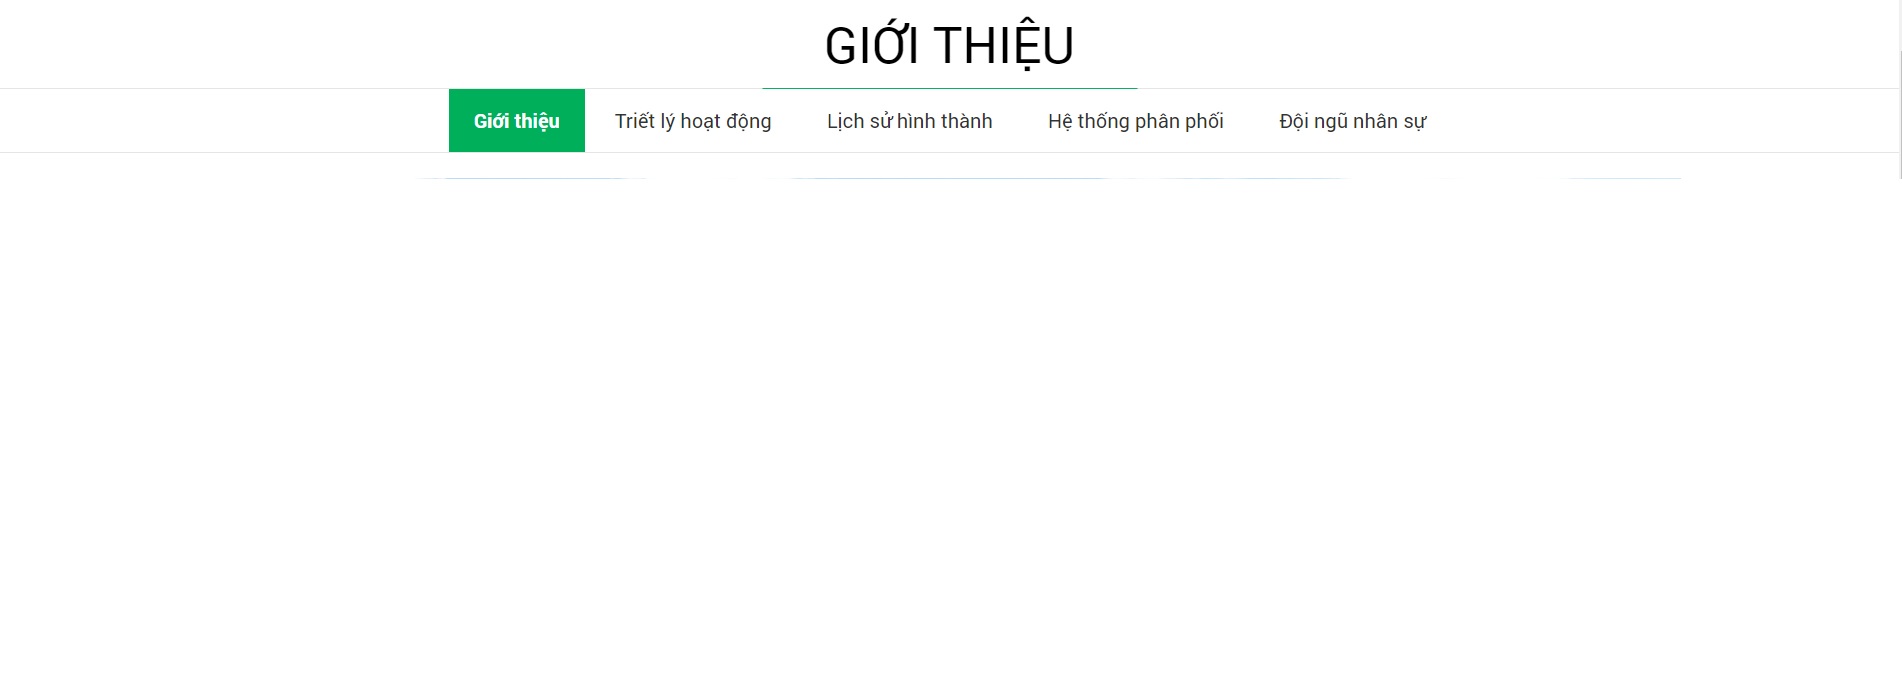 GIỚI THIỆU
Giới thiệu Triết lý hoạt động Lịch sử hình thành Hệ thống phân phối Đội ngũ nhân sự